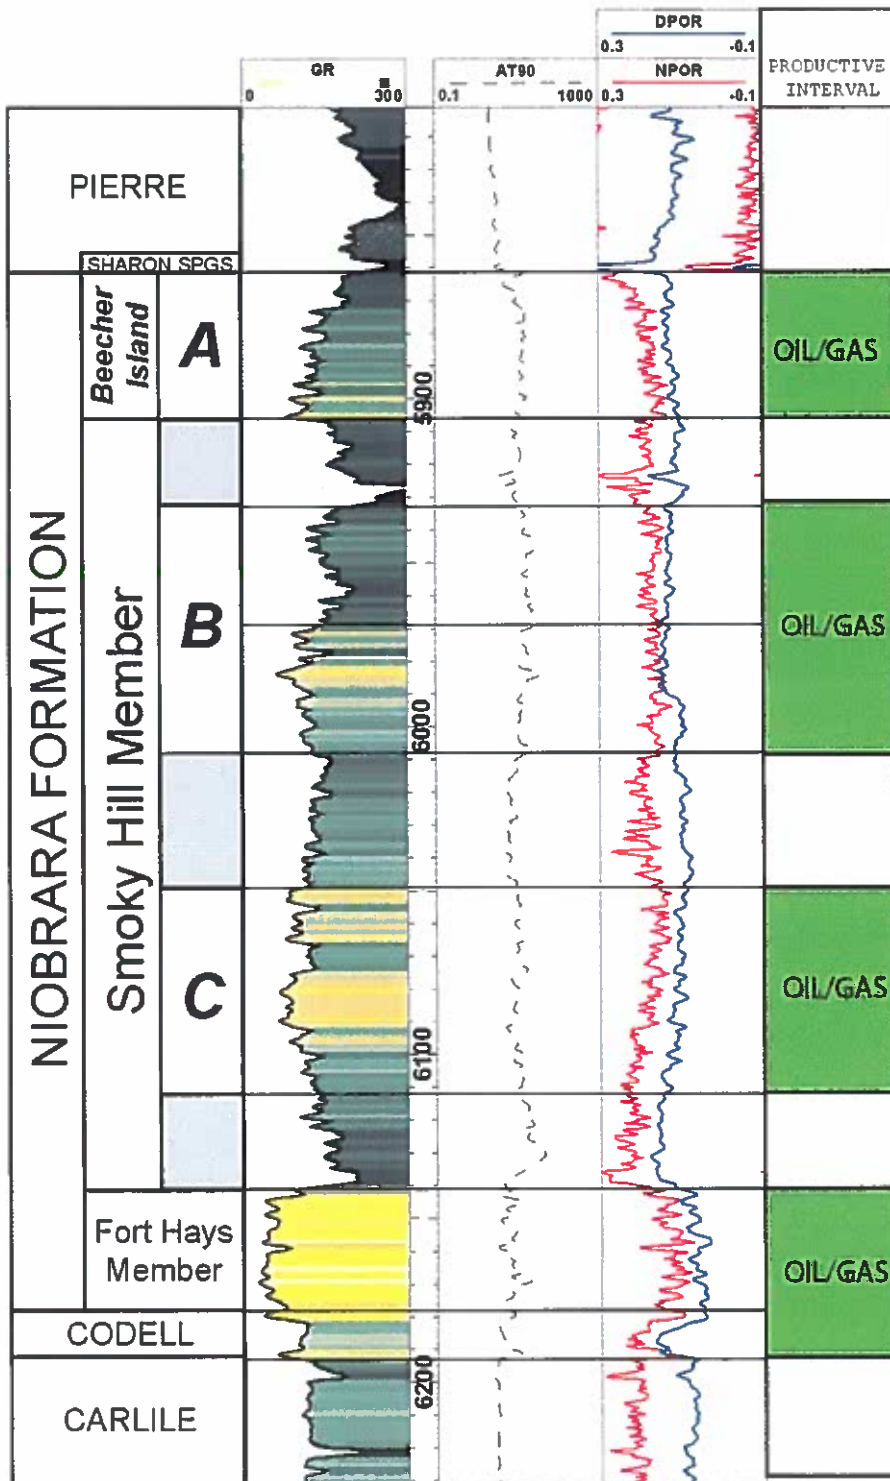 DPOR
0.3 -0.1
GR
0 300
AT90
0.1 1000
NPOR
0.3 -0.1
PRODUCTIVE
INTERVAL
PIERRE
SHARON SPGS
NIOBRARA FORMATION
Beecher
Island
A
OIL/GAS
5900
Smoky Hill Member
B
OIL/GAS
6000
C
OIL/GAS
6100
Fort Hays
Member
OIL/GAS
CODELL
CARLILE
6200